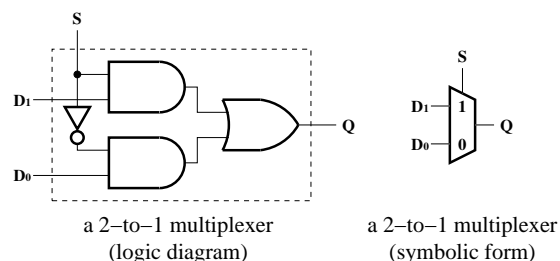 S
D1
D0
Q
a 2–to–1 multiplexer
(logic diagram)
S
D1
1
D0
0
Q
a 2–to–1 multiplexer
(symbolic form)